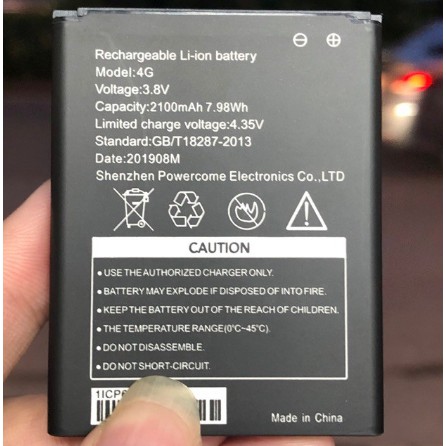 Rechargeable Li-ion battery
Model:4G
Voltage:3.8V
Capacity:2100mAh 7.98Wh
Limited charge voltage:4.35V
Standard:GB/T18287-2013
Date:201908M
Shenzhen Powercome Electronics Co.,LTD
CAUTION
• USE THE AUTHORIZED CHARGER ONLY.
• BATTERY MAY EXPLODE IF DISPOSED OF INTO FIRE.
• KEEP THE BATTERY OUT OF THE REACH OF CHILDREN.
• THE TEMPERATURE RANGE(0℃~45℃).
• DO NOT DISASSEMBLE.
• DO NOT SHORT-CIRCUIT.
Made in China